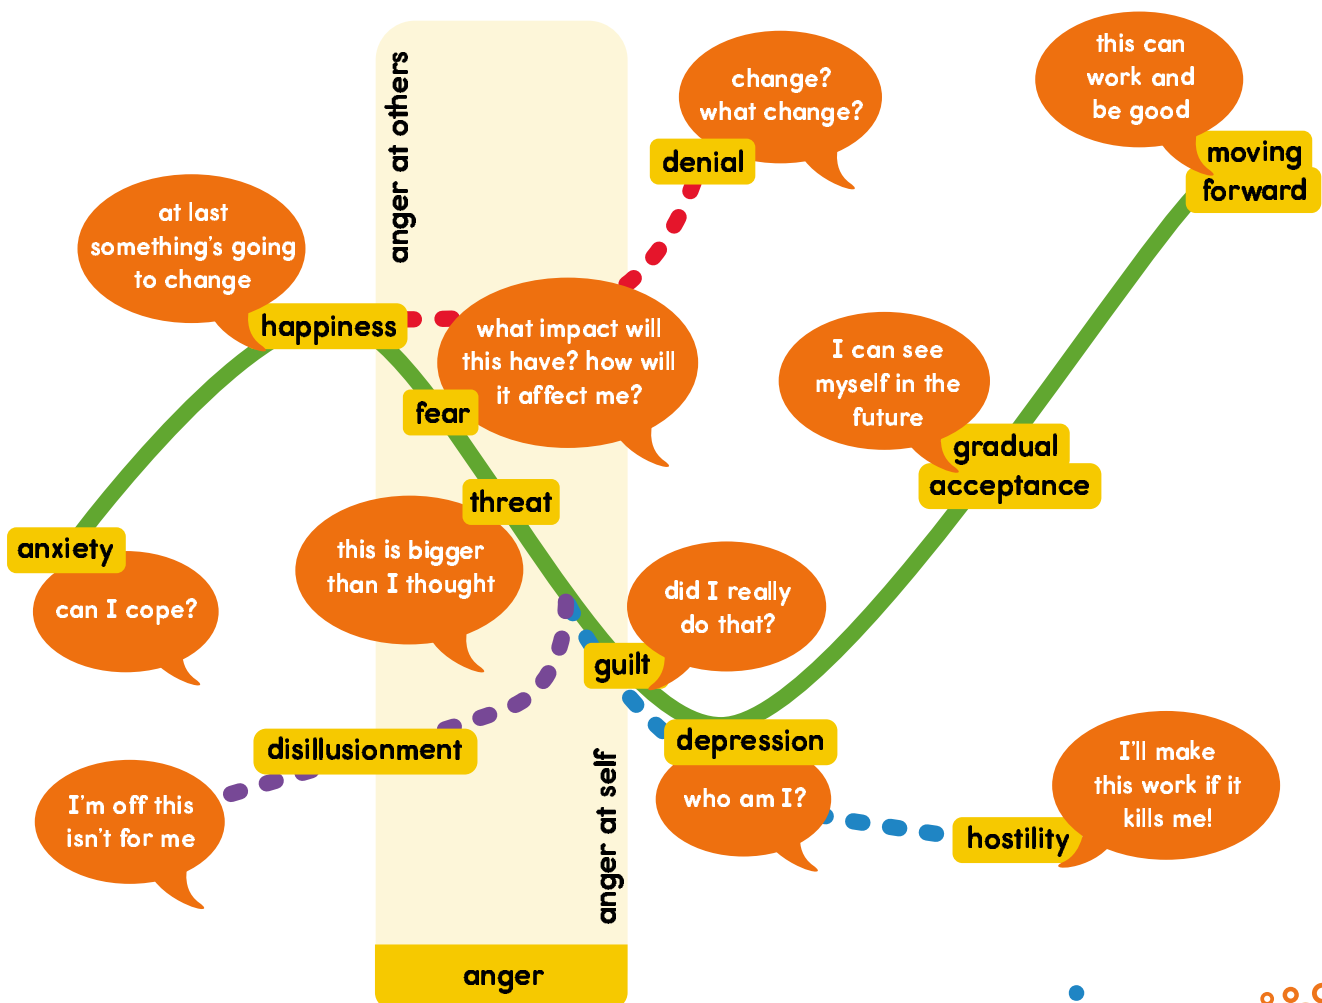 anger at others
change?
what change?
denial
this can
work and
be good
moving
forward
at last
something's going
to change
happiness
what impact will
this have? how will
it affect me?
fear
I can see
myself in the
future
gradual
acceptance
threat
this is bigger
than I thought
anxiety
can I cope?
did I really
do that?
guilt
disillusionment
I'm off this
isn't for me
depression
who am I?
anger at self
hostility
I'll make
this work if it
kills me!
anger